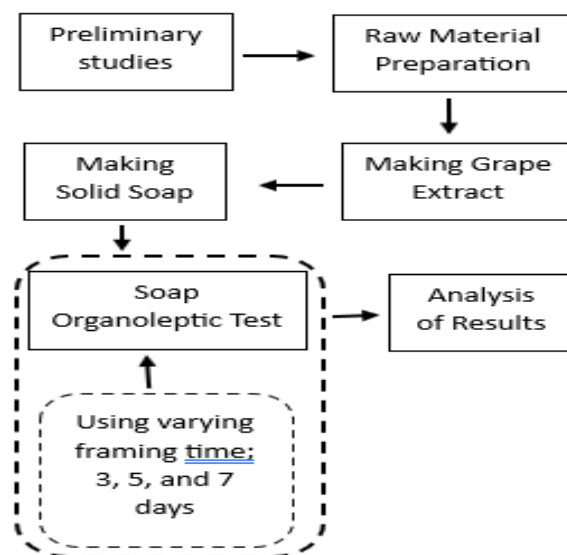 Preliminary
studies
Raw Material
Preparation
Making Grape
Extract
Making
Solid Soap
Soap
Organoleptic Test
Using varying
framing time;
3, 5, and 7
days
Analysis
of Results